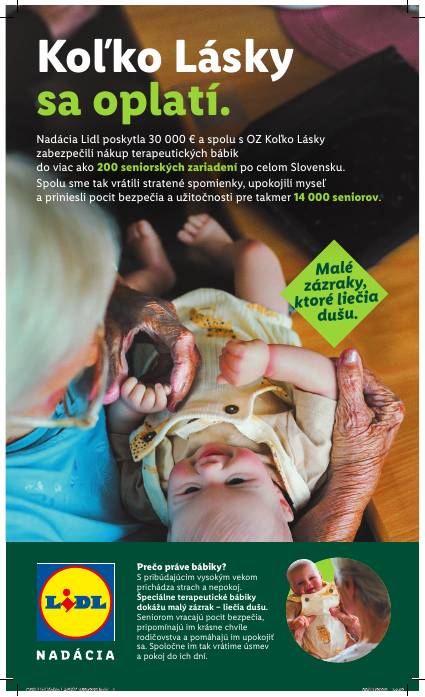 Koľko Lásky
sa oplatí.
Nadácia Lidl poskytla 30 000 € a spolu s OZ Koľko Lásky
zabezpečili nákup terapeutických bábik
do viac ako 200 seniorských zariadení po celom Slovensku.
Spolu sme tak vrátili stratené spomienky, upokojili myseľ
a priniesli pocit bezpečia a užitočnosti pre takmer 14 000 seniorov.
Malé
zázraky,
ktoré liečia
dušu.
LIDL
NADÁCIA
Prečo práve bábiky?
S pribúdajúcim vysokým vekom
prichádza strach a nepokoj.
Špeciálne terapeutické bábiky
dokážu malý zázrak – liečia dušu.
Seniorom vracajú pocit bezpečia,
pripomínajú im krásne chvíle
rodičovstva a pomáhajú im upokojiť
sa. Spoločne im tak vrátime úsmev
a pokoj do ich dní.